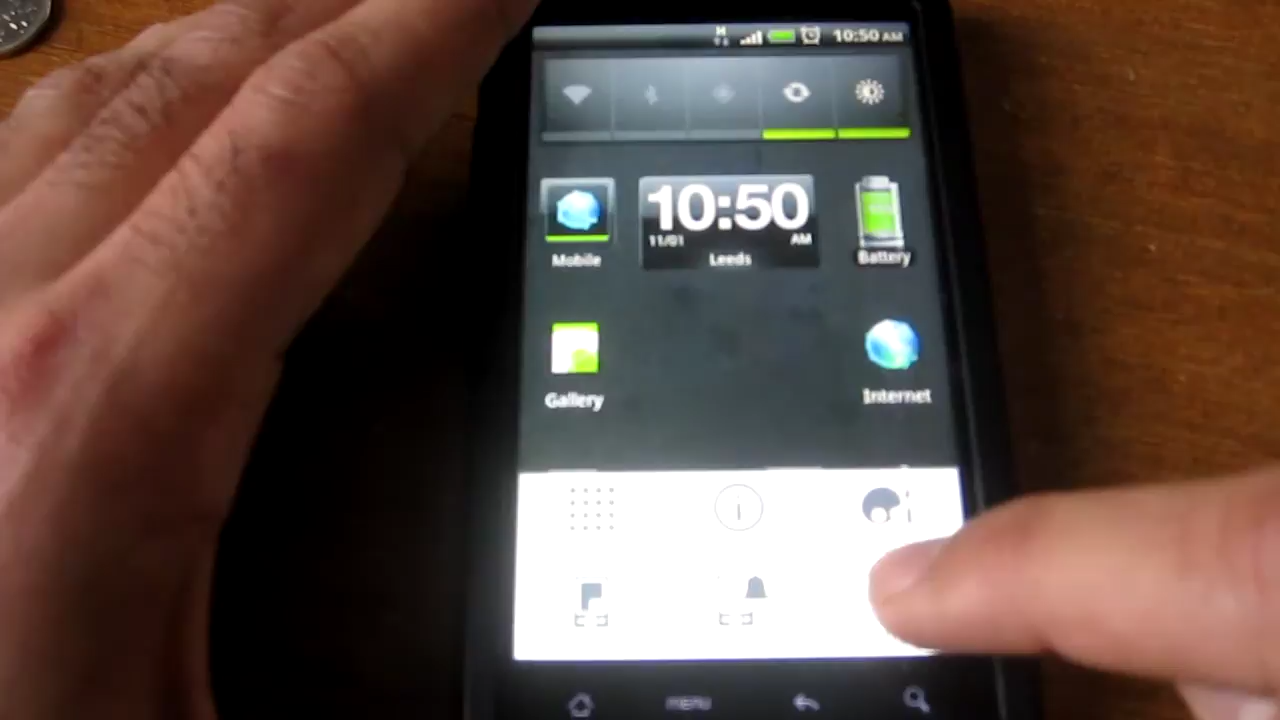 10:50 AM
10:50
11/01 AM
Leeds
Mobile
Battery
Gallery
Internet
MENU